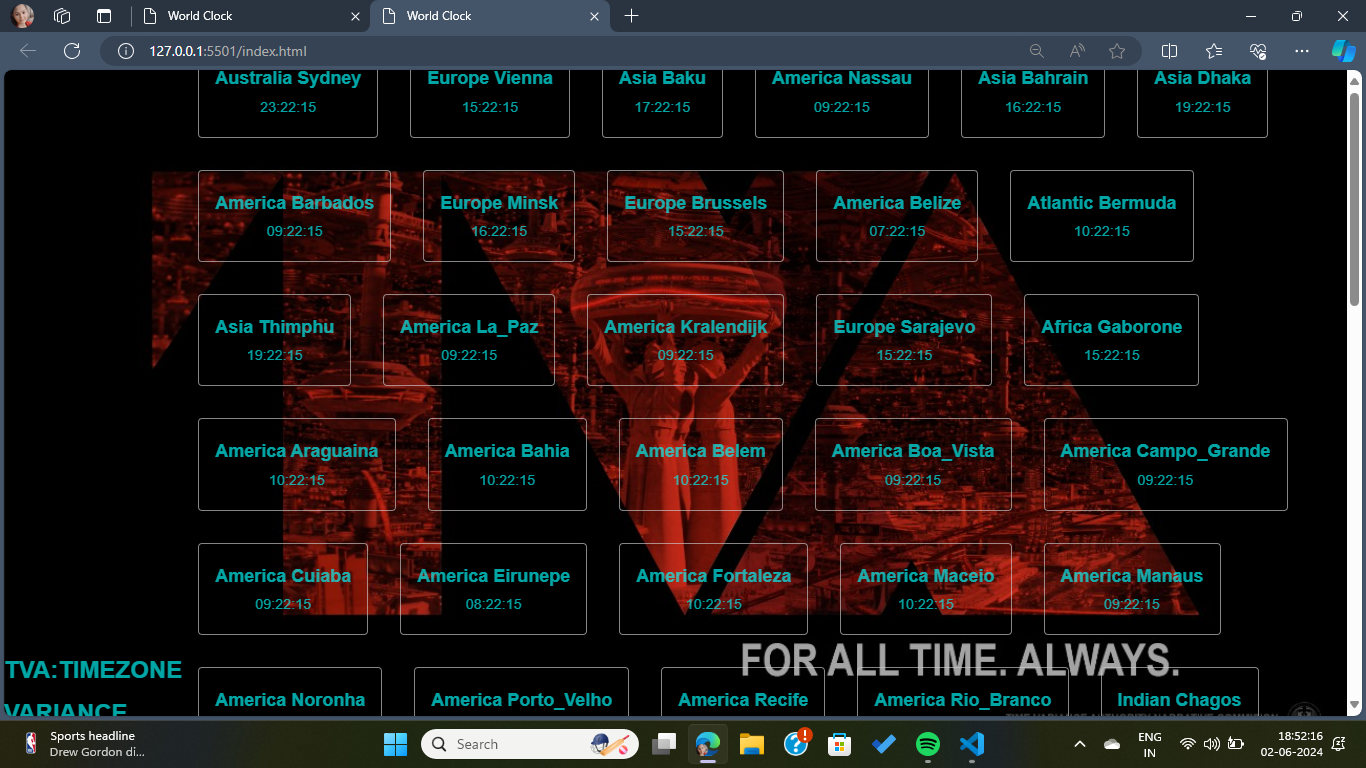 World Clock
World Clock
127.0.0.1:5501/index.html
Australia Sydney
23:22:15
Europe Vienna
15:22:15
Asia Baku
17:22:15
America Nassau
09:22:15
Asia Bahrain
16:22:15
Asia Dhaka
19:22:15
America Barbados
09:22:15
Europe Minsk
16:22:15
Europe Brussels
15:22:15
America Belize
07:22:15
Atlantic Bermuda
10:22:15
Asia Thimphu
19:22:15
America La_Paz
09:22:15
America Kralendijk
09:22:15
Europe Sarajevo
15:22:15
Africa Gaborone
15:22:15
America Araguaina
10:22:15
America Bahia
10:22:15
America Belem
10:22:15
America Boa_Vista
09:22:15
America Campo_Grande
09:22:15
America Cuiaba
09:22:15
America Eirunepe
08:22:15
America Fortaleza
10:22:15
America Maceio
10:22:15
America Manaus
09:22:15
FOR ALL TIME. ALWAYS.
TVA:TIMEZONE
VARIANCE
America Noronha
America Porto_Velho
America Recife
America Rio_Branco
Indian Chagos
Sports headline
Drew Gordon di...
Search
ENG
IN
18:52:16
02-06-2024